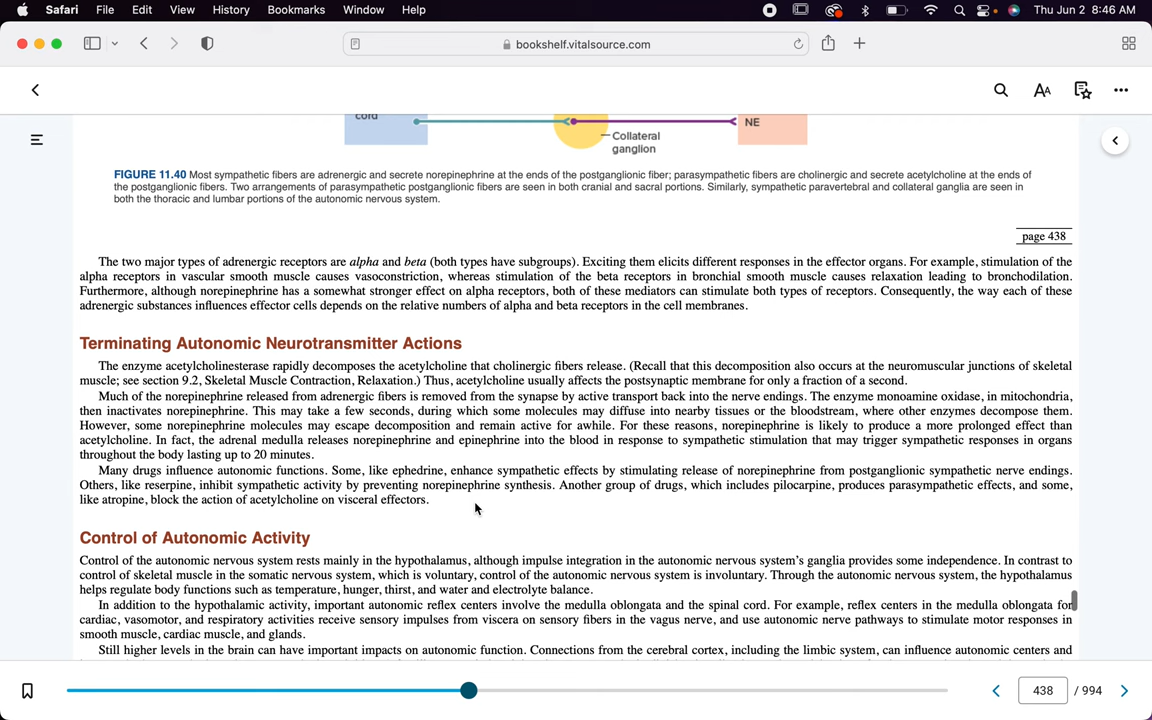 Safari File Edit View History Bookmarks Window Help Thu Jun 2 8:46 AM
bookshelf.vitalsource.com
AA
cord
NE
Collateral
ganglion
FIGURE 11.40 Most sympathetic fibers are adrenergic and secrete norepinephrine at the ends of the postganglionic fiber; parasympathetic fibers are cholinergic and secrete acetylcholine at the ends of
the postganglionic fibers. Two arrangements of parasympathetic postganglionic fibers are seen in both cranial and sacral portions. Similarly, sympathetic paravertebral and collateral ganglia are seen in
both the thoracic and lumbar portions of the autonomic nervous system.
page 438
The two major types of adrenergic receptors are alpha and beta (both types have subgroups). Exciting them elicits different responses in the effector organs. For example, stimulation of the
alpha receptors in vascular smooth muscle causes vasoconstriction, whereas stimulation of the beta receptors in bronchial smooth muscle causes relaxation leading to bronchodilation.
Furthermore, although norepinephrine has a somewhat stronger effect on alpha receptors, both of these mediators can stimulate both types of receptors. Consequently, the way each of these
adrenergic substances influences effector cells depends on the relative numbers of alpha and beta receptors in the cell membranes.
Terminating Autonomic Neurotransmitter Actions
The enzyme acetylcholinesterase rapidly decomposes the acetylcholine that cholinergic fibers release. (Recall that this decomposition also occurs at the neuromuscular junctions of skeletal
muscle; see section 9.2, Skeletal Muscle Contraction, Relaxation.) Thus, acetylcholine usually affects the postsynaptic membrane for only a fraction of a second.
Much of the norepinephrine released from adrenergic fibers is removed from the synapse by active transport back into the nerve endings. The enzyme monoamine oxidase, in mitochondria,
then inactivates norepinephrine. This may take a few seconds, during which some molecules may diffuse into nearby tissues or the bloodstream, where other enzymes decompose them.
However, some norepinephrine molecules may escape decomposition and remain active for awhile. For these reasons, norepinephrine is likely to produce a more prolonged effect than
acetylcholine. In fact, the adrenal medulla releases norepinephrine and epinephrine into the blood in response to sympathetic stimulation that may trigger sympathetic responses in organs
throughout the body lasting up to 20 minutes.
Many drugs influence autonomic functions. Some, like ephedrine, enhance sympathetic effects by stimulating release of norepinephrine from postganglionic sympathetic nerve endings.
Others, like reserpine, inhibit sympathetic activity by preventing norepinephrine synthesis. Another group of drugs, which includes pilocarpine, produces parasympathetic effects, and some,
like atropine, block the action of acetylcholine on visceral effectors.
Control of Autonomic Activity
Control of the autonomic nervous system rests mainly in the hypothalamus, although impulse integration in the autonomic nervous system's ganglia provides some independence. In contrast to
control of skeletal muscle in the somatic nervous system, which is voluntary, control of the autonomic nervous system is involuntary. Through the autonomic nervous system, the hypothalamus
helps regulate body functions such as temperature, hunger, thirst, and water and electrolyte balance.
In addition to the hypothalamic activity, important autonomic reflex centers involve the medulla oblongata and the spinal cord. For example, reflex centers in the medulla oblongata for
cardiac, vasomotor, and respiratory activities receive sensory impulses from viscera on sensory fibers in the vagus nerve, and use autonomic nerve pathways to stimulate motor responses in
smooth muscle, cardiac muscle, and glands.
Still higher levels in the brain can have important impacts on autonomic function. Connections from the cerebral cortex, including the limbic system, can influence autonomic centers and
438 / 994